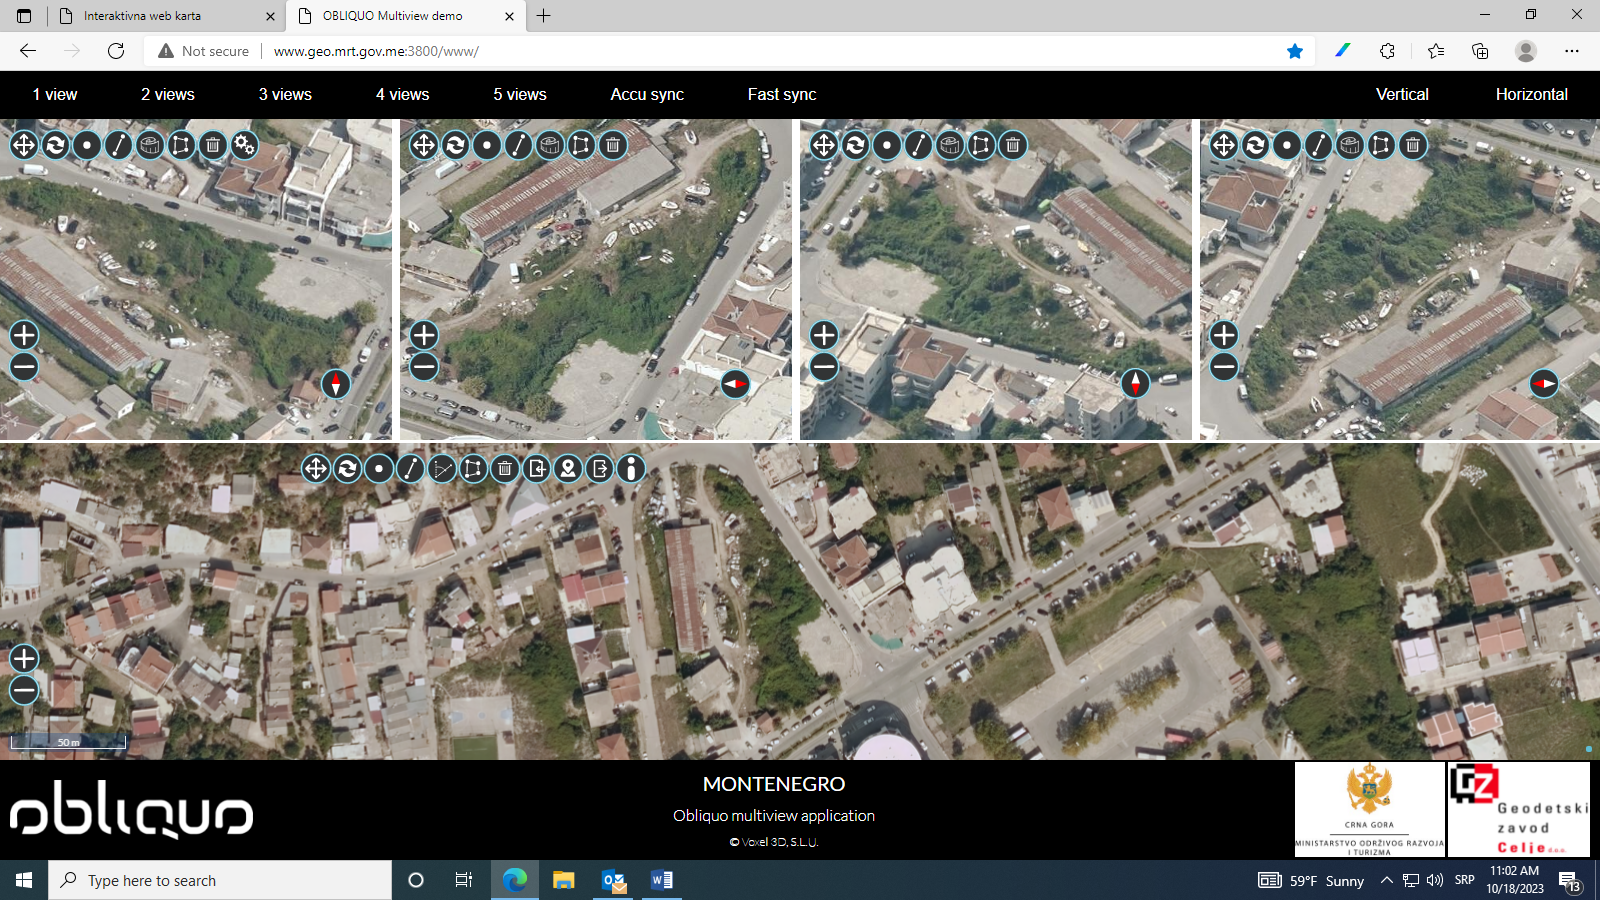 Interaktivna web karta
OBLIQUO Multiview demo
Not secure
www.geo.mrt.gov.me:3800/www/
1 view
2 views
3 views
4 views
5 views
Accu sync
Fast sync
Vertical
Horizontal
50 m
obliquo
MONTENEGRO
Obliquo multiview application
© Voxel 3D, S.L.U.
CRNA GORA
MINISTARSTVO ODRŽIVOG RAZVOJA
I TURIZMA
GZ
Geodetski
zavod
Celje d.o.o.
Type here to search
59°F Sunny
SRP
11:02 AM
10/18/2023
13